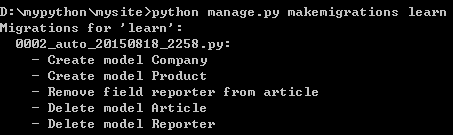 D:\mypython\mysite>python manage.py makemigrations learn
Migrations for 'learn':
  0002_auto_20150818_2258.py:
    - Create model Company
    - Create model Product
    - Remove field reporter from article
    - Delete model Article
    - Delete model Reporter